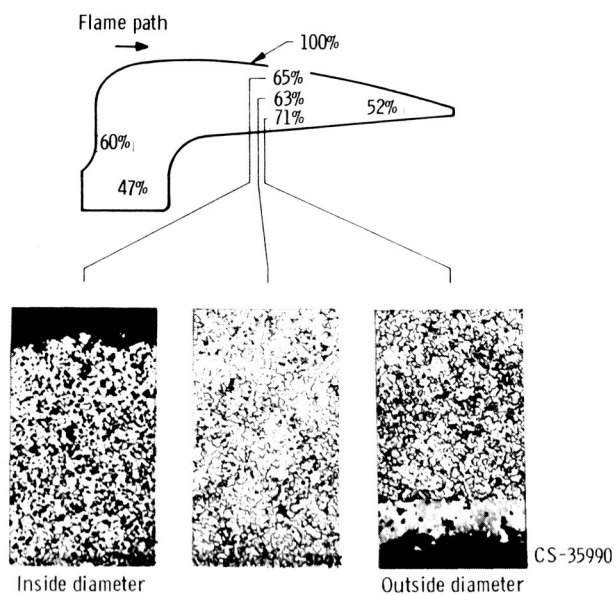 Flame path
100%
65%
63%
71%
52%
60%
47%
CS-35990
Inside diameter
Outside diameter